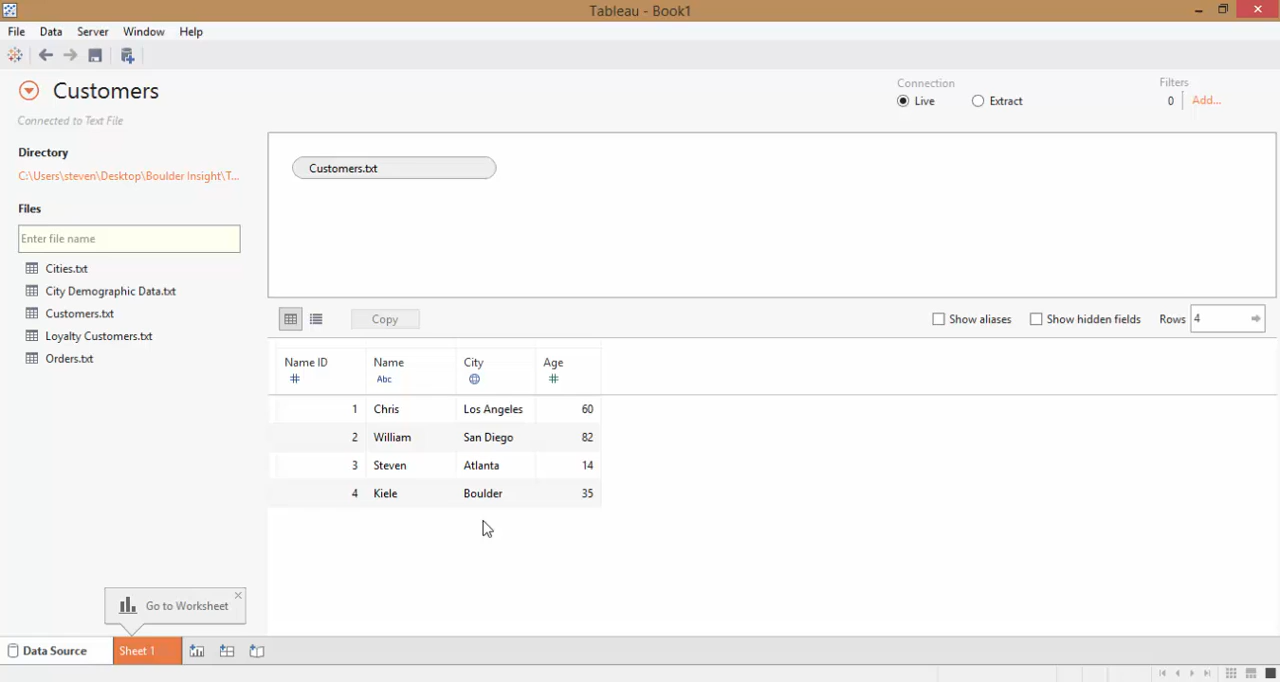 Tableau - Book1
File Data Server Window Help
Customers
Connected to Text File
Connection
Live Extract
Filters
0 Add...
Directory
C:\Users\steven\Desktop\Boulder Insight\T...
Files
Enter file name
Cities.txt
City Demographic Data.txt
Customers.txt
Loyalty Customers.txt
Orders.txt
Customers.txt
Copy
Show aliases Show hidden fields Rows 4
Name ID Name City Age
# Abc #
1 Chris Los Angeles 60
2 William San Diego 82
3 Steven Atlanta 14
4 Kiele Boulder 35
Go to Worksheet
Data Source Sheet 1